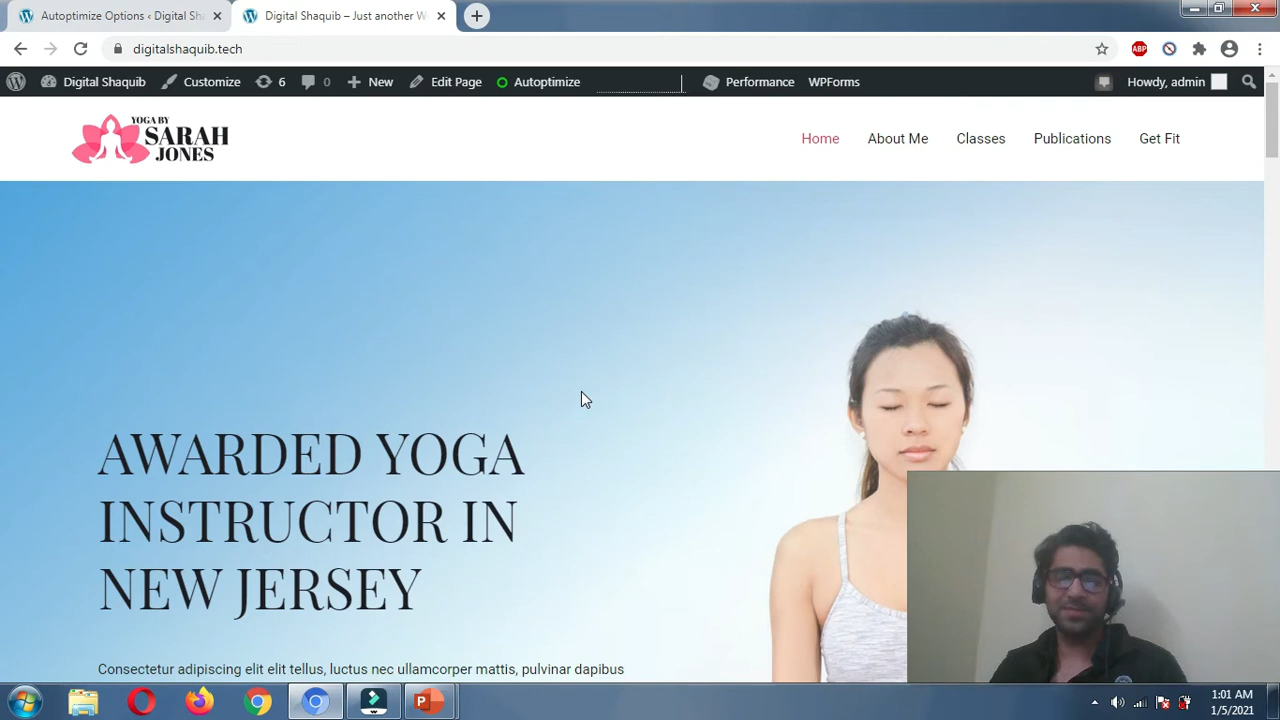 Autoptimize Options ‹ Digital Sha
Digital Shaquib – Just another W
digitalshaquib.tech
ABP
Digital Shaquib
Customize
6
0
New
Edit Page
Autoptimize
Performance
WPForms
Howdy, admin
YOGA BY
SARAH
JONES
Home
About Me
Classes
Publications
Get Fit
AWARDED YOGA
INSTRUCTOR IN
NEW JERSEY
Consectetur adipiscing elit elit tellus, luctus nec ullamcorper mattis, pulvinar dapibus
1:01 AM
1/5/2021